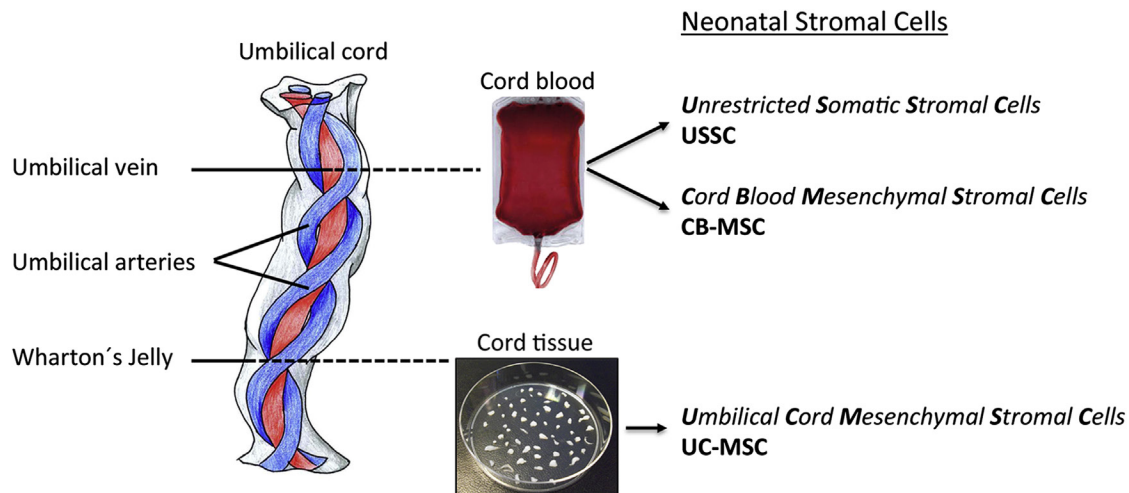 Neonatal Stromal Cells
Umbilical cord
Cord blood
Unrestricted Somatic Stromal Cells
USSC
Umbilical vein
Cord Blood Mesenchymal Stromal Cells
CB-MSC
Umbilical arteries
Wharton´s Jelly
Cord tissue
Umbilical Cord Mesenchymal Stromal Cells
UC-MSC